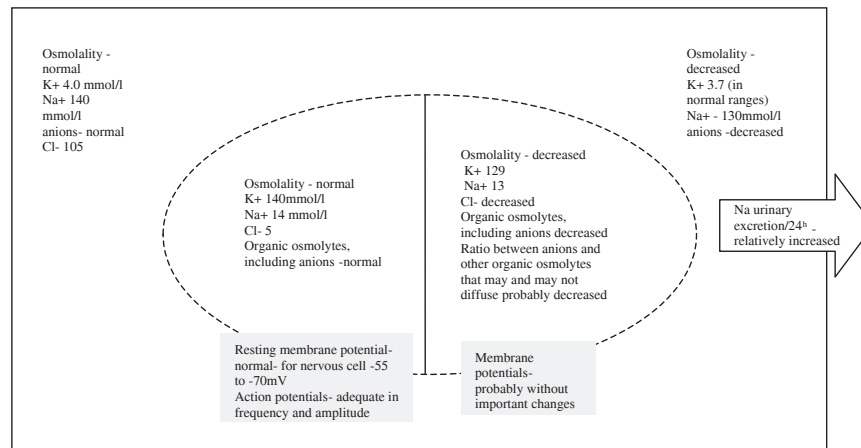 Osmolality -
normal
K+ 4.0 mmol/l
Na+ 140
mmol/l
anions- normal
Cl- 105
Osmolality -
decreased
K+ 3.7 (in
normal ranges)
Na+ - 130mmol/l
anions -decreased
Osmolality - normal
K+ 140mmol/l
Na+ 14 mmol/l
Cl- 5
Organic osmolytes,
including anions -normal
Osmolality - decreased
K+ 129
Na+ 13
Cl- decreased
Organic osmolytes,
including anions decreased
Ratio between anions and
other organic osmolytes
that may and may not
diffuse probably decreased
Na urinary
excretion/24ʰ -
relatively increased
Resting membrane potential-
normal- for nervous cell -55
to -70mV
Action potentials- adequate in
frequency and amplitude
Membrane
potentials-
probably without
important changes